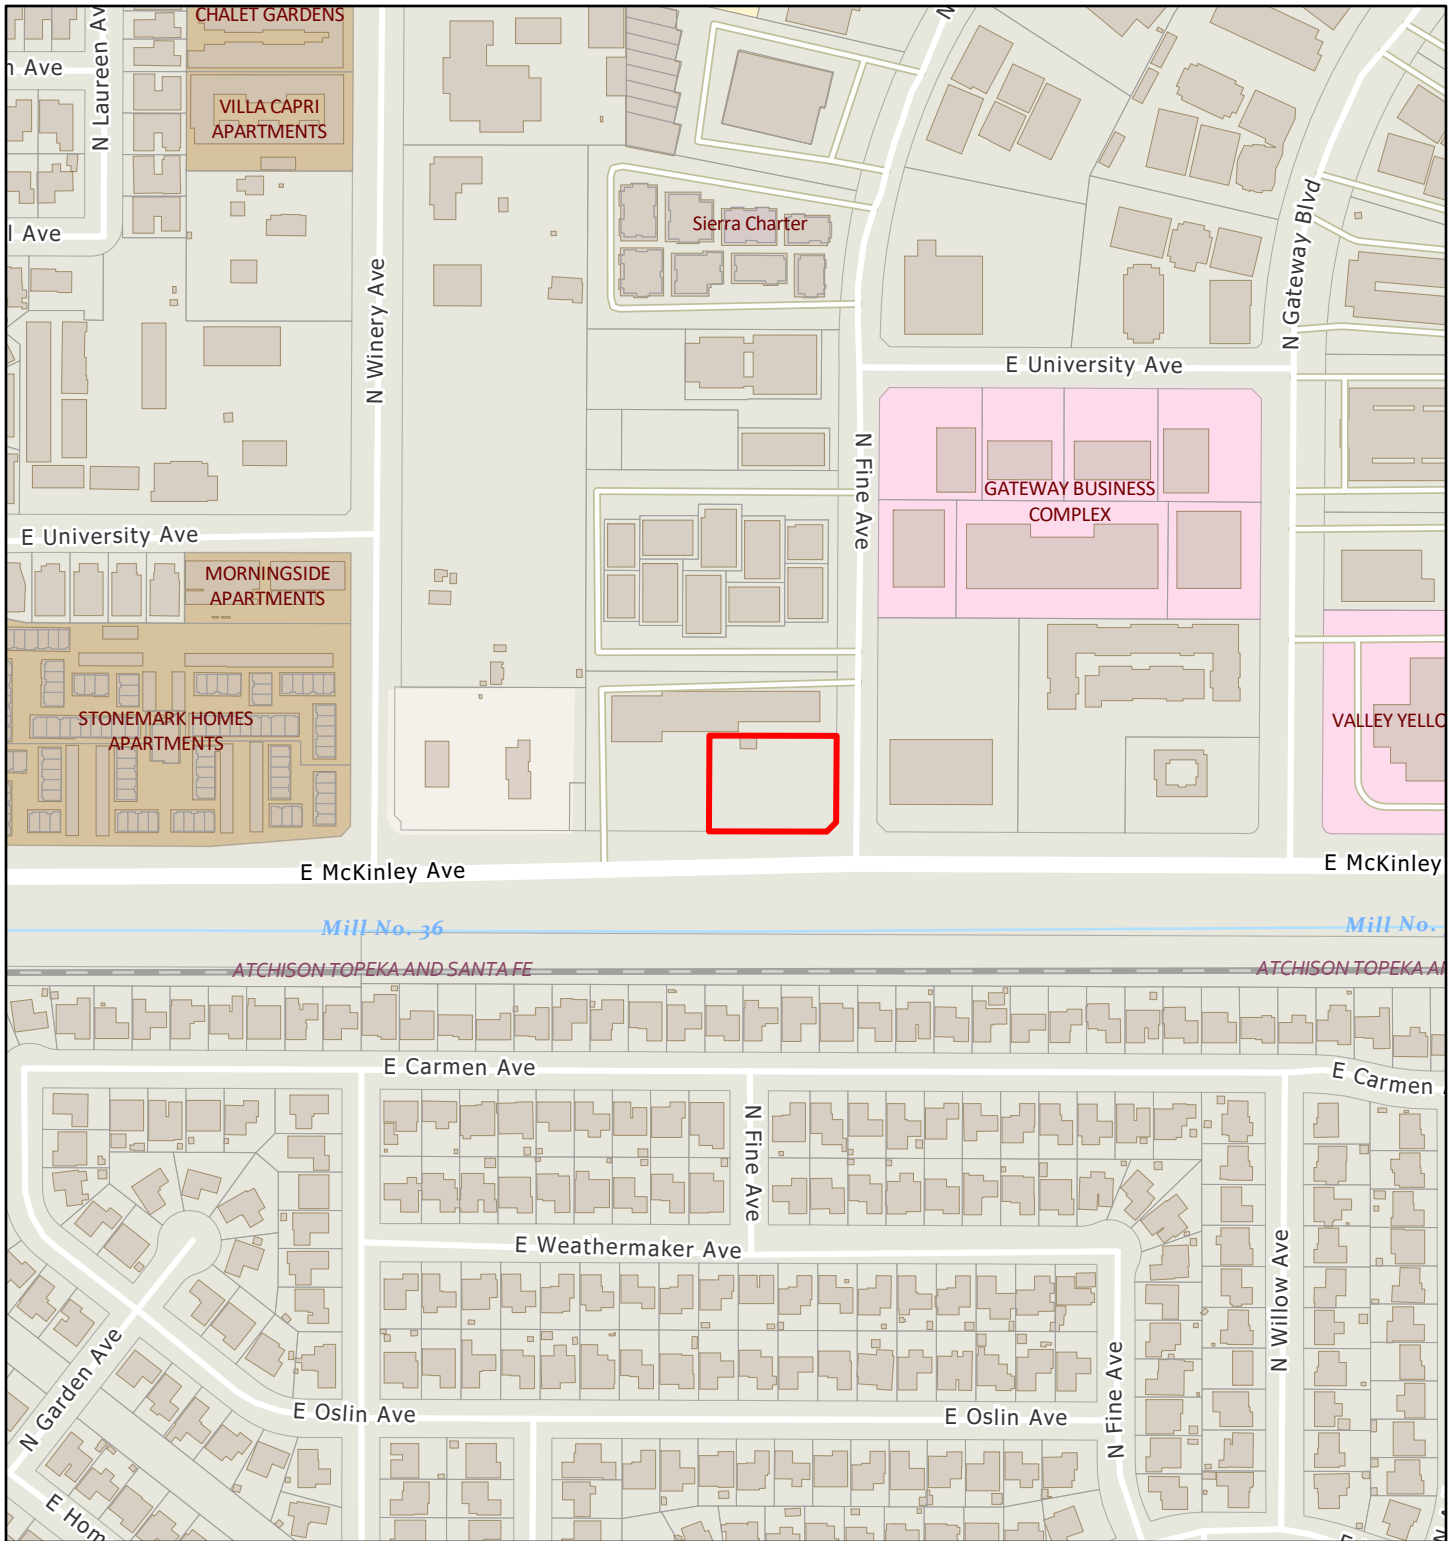 CHALET GARDENS
N
N Laureen Av
n Ave
VILLA CAPRI
APARTMENTS
N Gateway Blvd
Sierra Charter
l Ave
N Winery Ave
E University Ave
N Fine Ave
GATEWAY BUSINESS
COMPLEX
E University Ave
MORNINGSIDE
APARTMENTS
STONEMARK HOMES
APARTMENTS
VALLEY YELLO
E McKinley Ave
E McKinley
Mill No. 36
Mill No.
ATCHISON TOPEKA AND SANTA FE
ATCHISON TOPEKA A
E Carmen Ave
E Carmen
N Fine Ave
E Weathermaker Ave
N Willow Ave
N Garden Ave
N Fine Ave
E Oslin Ave
E Oslin Ave
E Hom